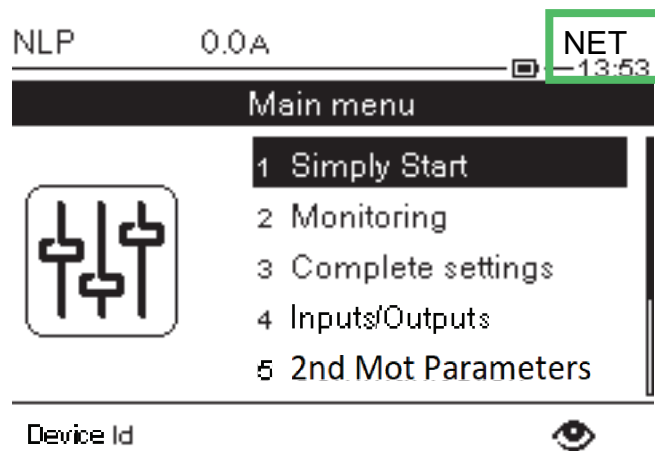 NLP 0.0A NET
13:53
Main menu
1 Simply Start
2 Monitoring
3 Complete settings
4 Inputs/Outputs
5 2nd Mot Parameters
Device Id